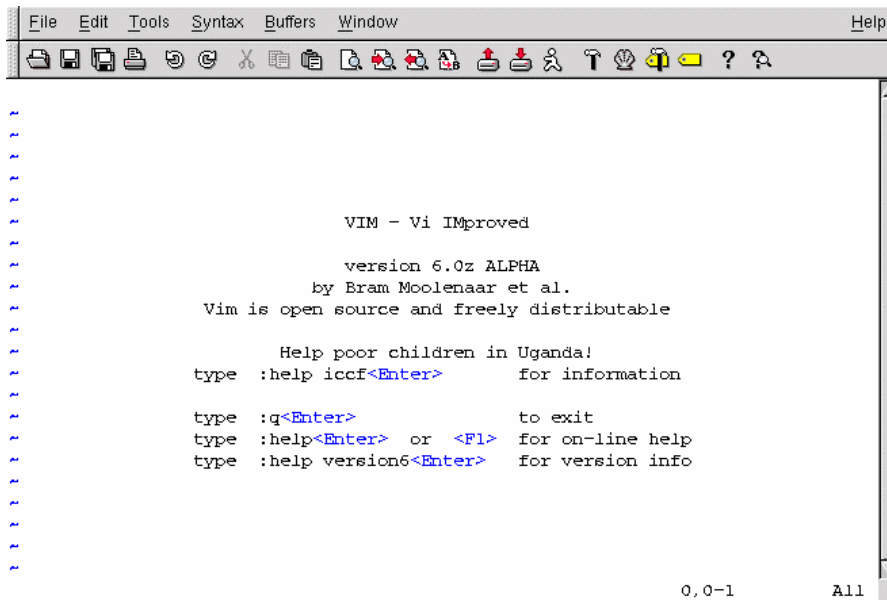 File Edit Tools Syntax Buffers Window Help
~
~
~
~
~
VIM - Vi IMproved
~
~ version 6.0z ALPHA
~ by Bram Moolenaar et al.
~ Vim is open source and freely distributable
~
~ Help poor children in Uganda!
~ type :help iccf<Enter> for information
~
~ type :q<Enter> to exit
~ type :help<Enter> or <F1> for on-line help
~ type :help version6<Enter> for version info
~
~
~
~
~
0,0-1 All